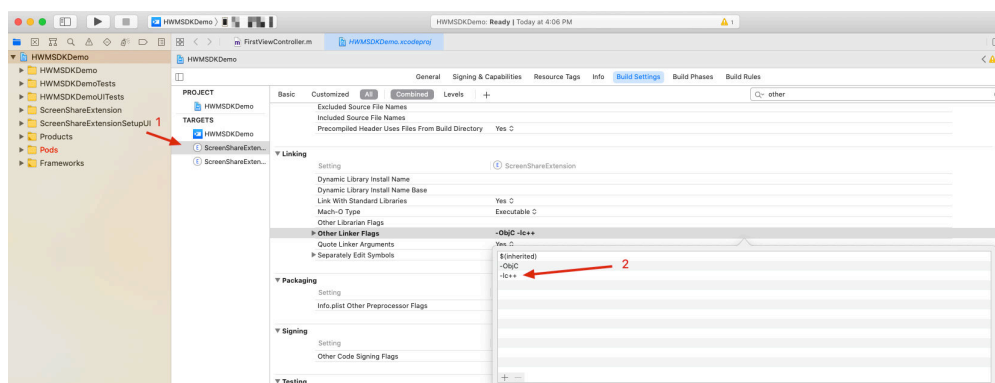 HWMSDKDemo
HWMSDKDemo: Ready | Today at 4:06 PM
1
FirstViewController.m
HWMSDKDemo.xcodeproj
HWMSDKDemo
HWMSDKDemo
HWMSDKDemo
HWMSDKDemoTests
HWMSDKDemoUITests
ScreenShareExtension
ScreenShareExtensionSetupUI
Products
Pods
Frameworks
1
General Signing & Capabilities Resource Tags Info Build Settings Build Phases Build Rules
PROJECT
HWMSDKDemo
TARGETS
HWMSDKDemo
ScreenShareExten...
ScreenShareExten...
Basic Customized All Combined Levels +
other
Excluded Source File Names
Included Source File Names
Precompiled Header Uses Files From Build Directory Yes
Linking
Setting ScreenShareExtension
Dynamic Library Install Name
Dynamic Library Install Name Base
Link With Standard Libraries Yes
Mach-O Type Executable
Other Librarian Flags
Other Linker Flags -ObjC -lc++
Quote Linker Arguments Yes
Separately Edit Symbols
$(inherited)
-ObjC
-lc++
2
Packaging
Setting
Info.plist Other Preprocessor Flags
Signing
Setting
Other Code Signing Flags
Testing
+ −